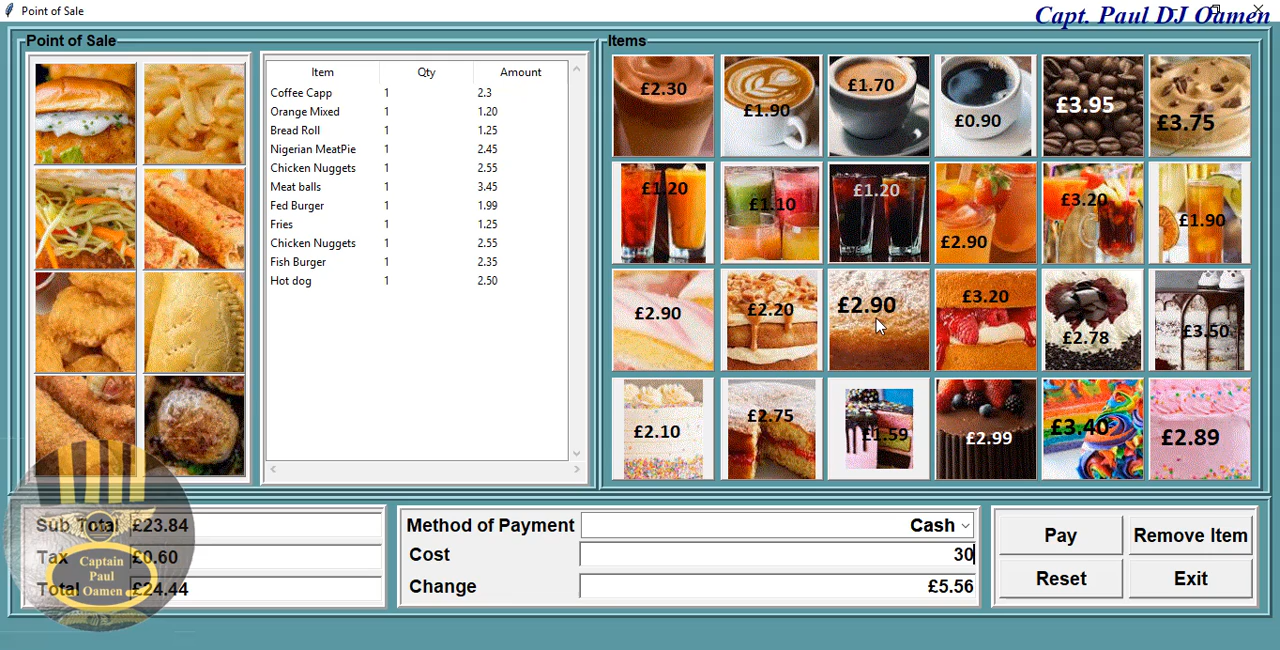 Point of Sale
Capt. Paul DJ Oamen
Point of Sale
Item Qty Amount
Coffee Capp 1 2.3
Orange Mixed 1 1.20
Bread Roll 1 1.25
Nigerian MeatPie 1 2.45
Chicken Nuggets 1 2.55
Meat balls 1 3.45
Fed Burger 1 1.99
Fries 1 1.25
Chicken Nuggets 1 2.55
Fish Burger 1 2.35
Hot dog 1 2.50
Items
£2.30 £1.90 £1.70 £0.90 £3.95 £3.75
£1.20 £1.10 £1.20 £2.90 £3.20 £1.90
£2.90 £2.20 £2.90 £3.20 £2.78 £3.50
£2.10 £2.75 £1.59 £2.99 £3.40 £2.89
Sub Total £23.84
Tax £0.60
Total £24.44
Captain
Paul
Oamen
Method of Payment Cash
Cost 30
Change £5.56
Pay Remove Item
Reset Exit